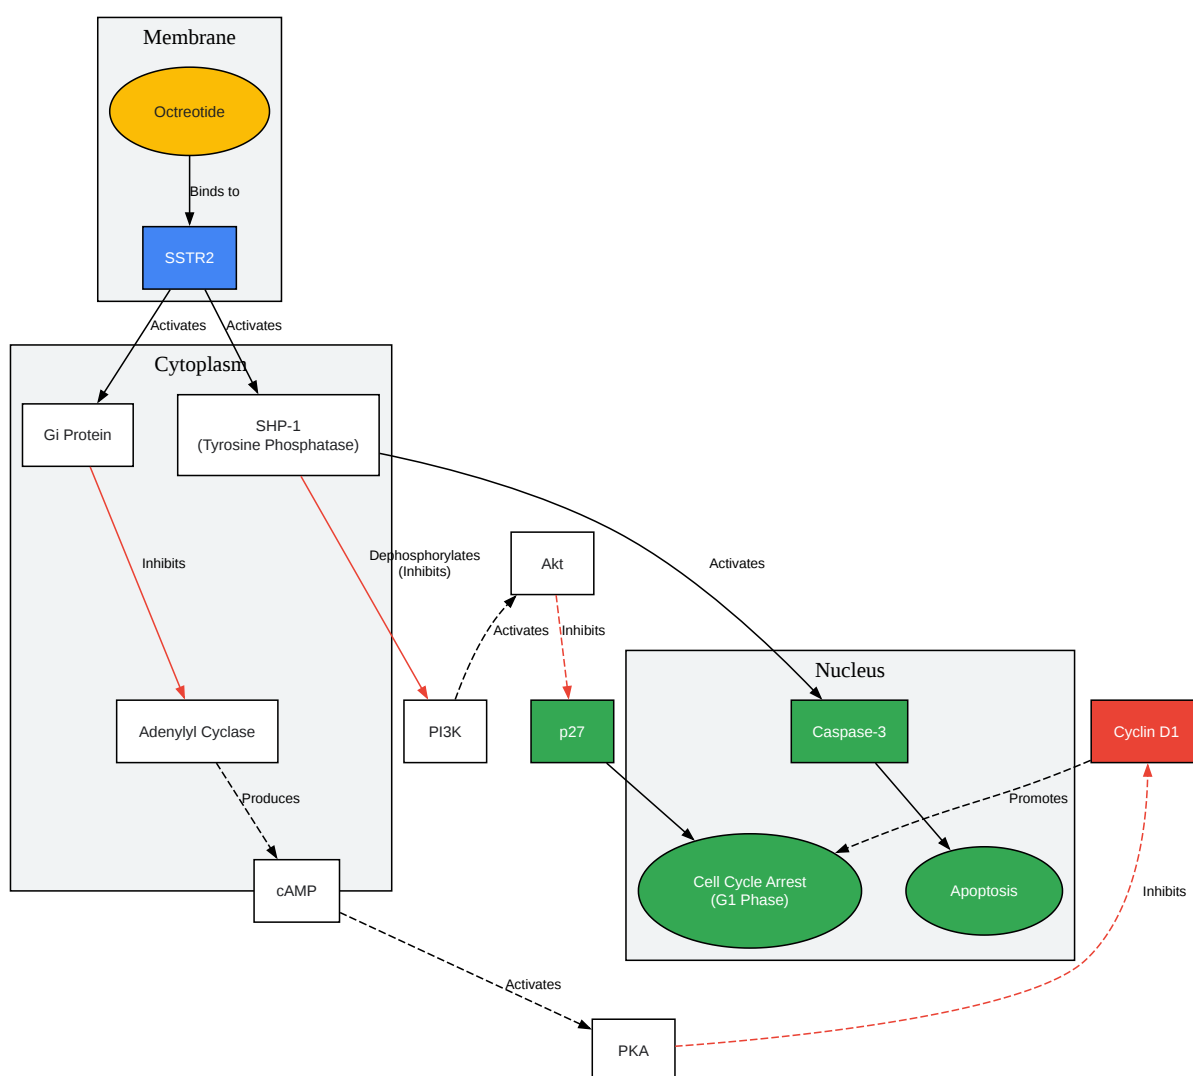 Membrane
Octreotide
Binds to
SSTR2
Activates
Activates
Cytoplasm
Gi Protein
SHP-1
(Tyrosine Phosphatase)
Inhibits
Dephosphorylates
(Inhibits)
Akt
Activates
Activates
Inhibits
Nucleus
Adenylyl Cyclase
PI3K
p27
Caspase-3
Cyclin D1
Produces
Promotes
cAMP
Cell Cycle Arrest
(G1 Phase)
Apoptosis
Inhibits
Activates
PKA